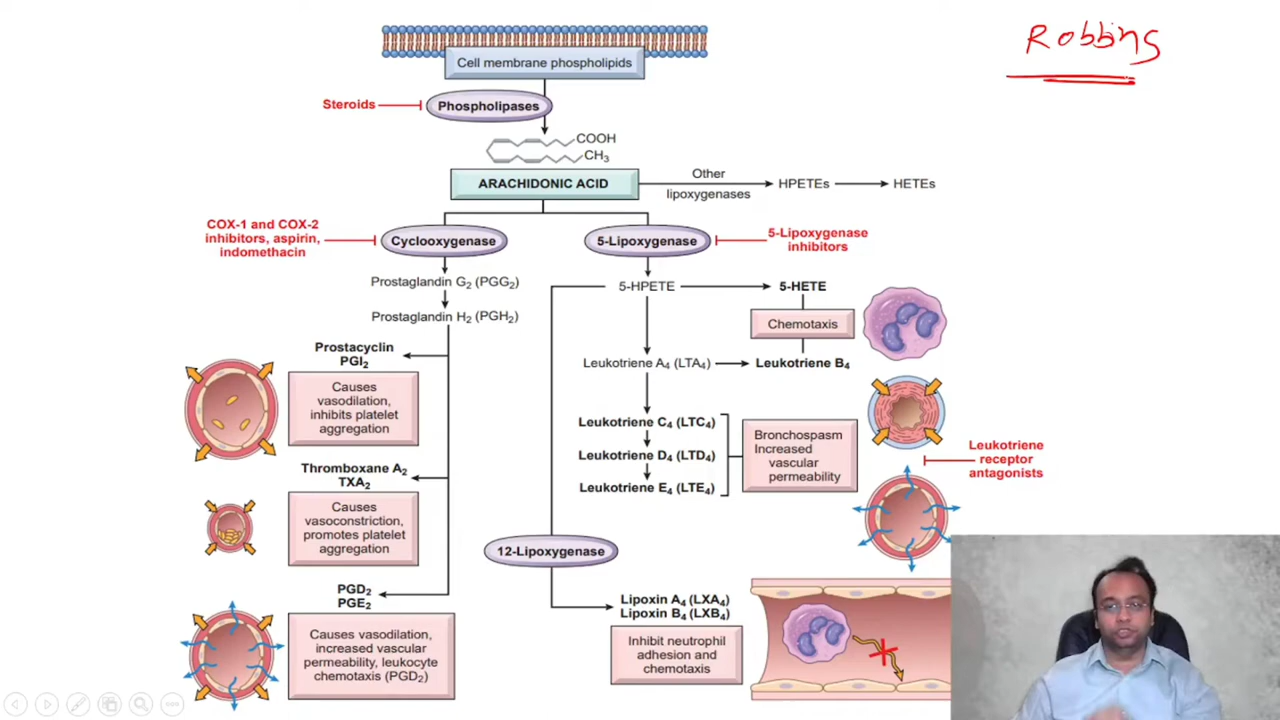 Robbins
Cell membrane phospholipids
Steroids
Phospholipases
COOH
CH₃
ARACHIDONIC ACID
Other
lipoxygenases
HPETEs
HETEs
COX-1 and COX-2
inhibitors, aspirin,
indomethacin
Cyclooxygenase
5-Lipoxygenase
5-Lipoxygenase
inhibitors
Prostaglandin G₂ (PGG₂)
5-HPETE
5-HETE
Prostaglandin H₂ (PGH₂)
Chemotaxis
Prostacyclin
PGI₂
Leukotriene A₄ (LTA₄)
Leukotriene B₄
Causes
vasodilation,
inhibits platelet
aggregation
Leukotriene C₄ (LTC₄)
Leukotriene D₄ (LTD₄)
Leukotriene E₄ (LTE₄)
Bronchospasm
Increased
vascular
permeability
Leukotriene
receptor
antagonists
Thromboxane A₂
TXA₂
Causes
vasoconstriction,
promotes platelet
aggregation
12-Lipoxygenase
PGD₂
PGE₂
Lipoxin A₄ (LXA₄)
Lipoxin B₄ (LXB₄)
Causes vasodilation,
increased vascular
permeability, leukocyte
chemotaxis (PGD₂)
Inhibit neutrophil
adhesion and
chemotaxis